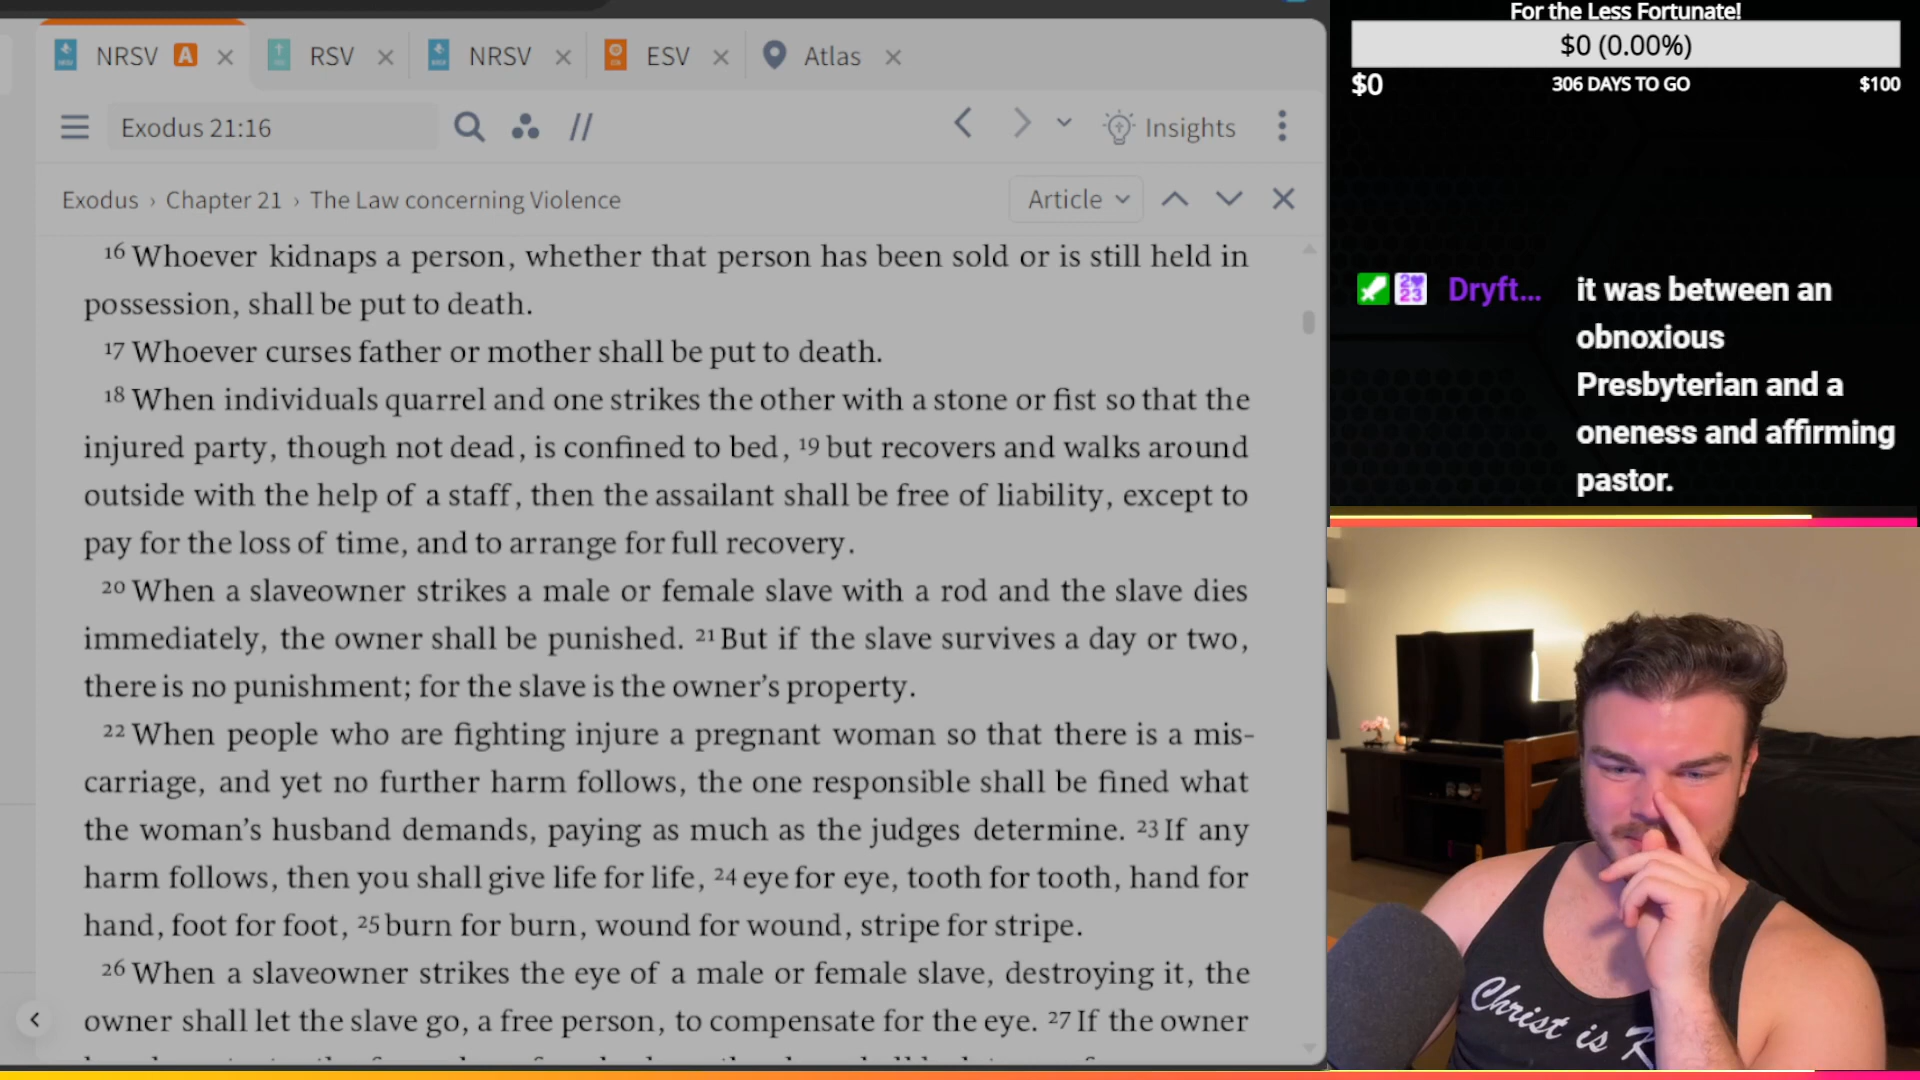 NRSV A RSV NRSV ESV Atlas
Exodus 21:16 Insights
Exodus › Chapter 21 › The Law concerning Violence Article
16 Whoever kidnaps a person, whether that person has been sold or is still held in
possession, shall be put to death.
17 Whoever curses father or mother shall be put to death.
18 When individuals quarrel and one strikes the other with a stone or fist so that the
injured party, though not dead, is confined to bed, 19 but recovers and walks around
outside with the help of a staff, then the assailant shall be free of liability, except to
pay for the loss of time, and to arrange for full recovery.
20 When a slaveowner strikes a male or female slave with a rod and the slave dies
immediately, the owner shall be punished. 21 But if the slave survives a day or two,
there is no punishment; for the slave is the owner's property.
22 When people who are fighting injure a pregnant woman so that there is a mis-
carriage, and yet no further harm follows, the one responsible shall be fined what
the woman's husband demands, paying as much as the judges determine. 23 If any
harm follows, then you shall give life for life, 24 eye for eye, tooth for tooth, hand for
hand, foot for foot, 25 burn for burn, wound for wound, stripe for stripe.
26 When a slaveowner strikes the eye of a male or female slave, destroying it, the
owner shall let the slave go, a free person, to compensate for the eye. 27 If the owner
For the Less Fortunate!
$0 (0.00%)
$0 306 DAYS TO GO $100
Dryft... it was between an
obnoxious
Presbyterian and a
oneness and affirming
pastor.
Christ is K